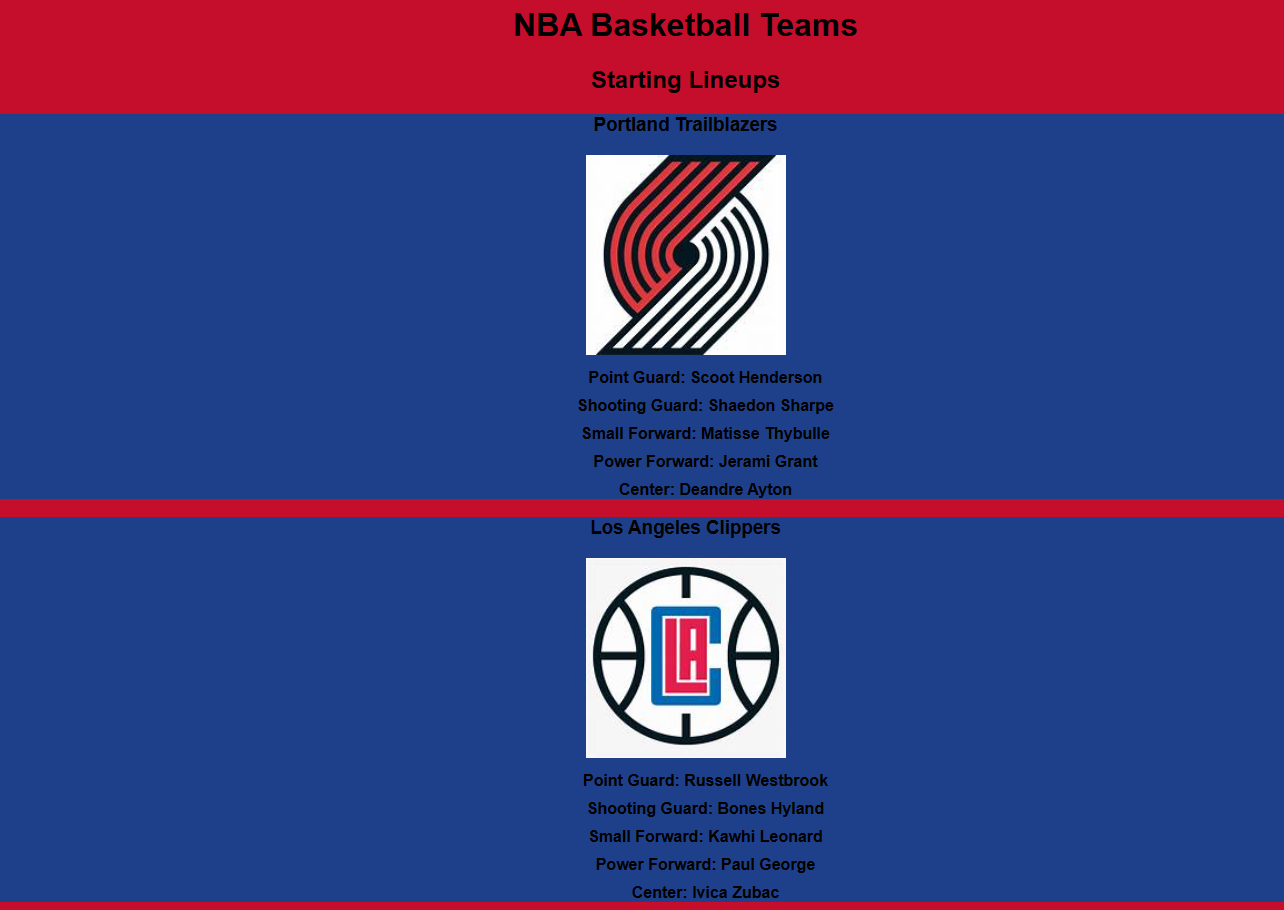 NBA Basketball Teams
Starting Lineups
Portland Trailblazers
Point Guard: Scoot Henderson
Shooting Guard: Shaedon Sharpe
Small Forward: Matisse Thybulle
Power Forward: Jerami Grant
Center: Deandre Ayton
Los Angeles Clippers
LAC
Point Guard: Russell Westbrook
Shooting Guard: Bones Hyland
Small Forward: Kawhi Leonard
Power Forward: Paul George
Center: Ivica Zubac